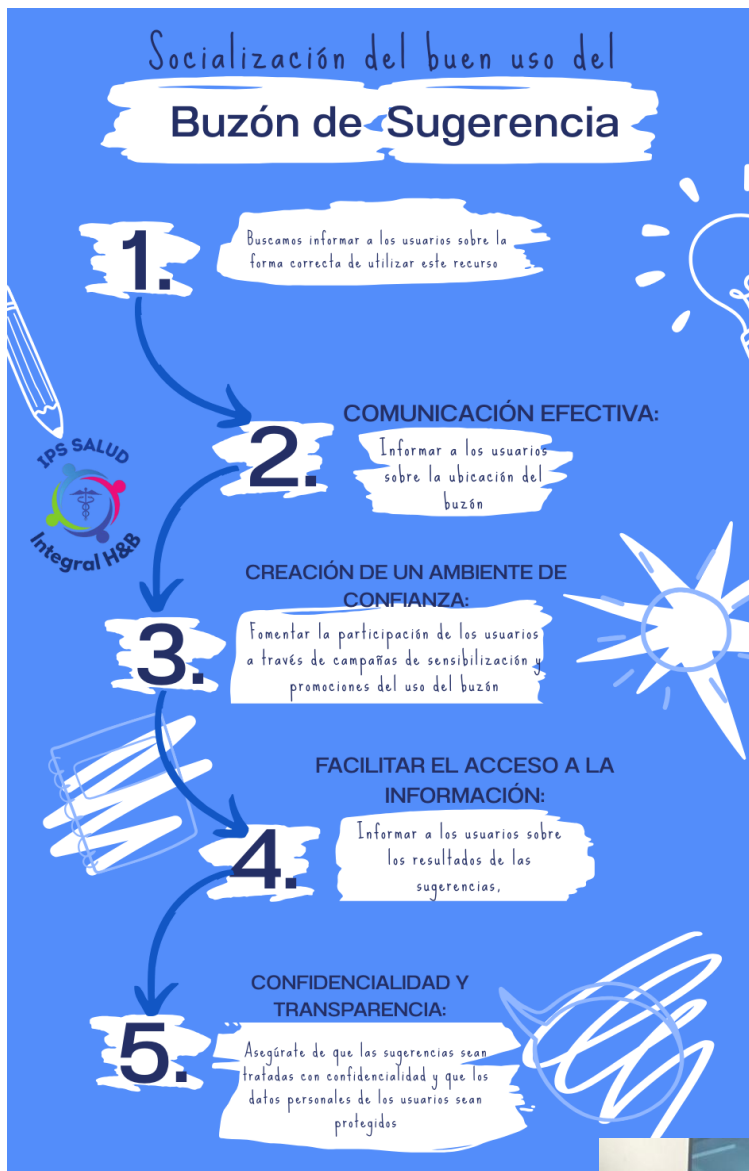 Socialización del buen uso del
Buzón de Sugerencia
1.
Buscamos informar a los usuarios sobre la
forma correcta de utilizar este recurso
2.
COMUNICACIÓN EFECTIVA:
Informar a los usuarios
sobre la ubicación del
buzón
IPS SALUD
Integral H&B
3.
CREACIÓN DE UN AMBIENTE DE
CONFIANZA:
Fomentar la participación de los usuarios
a través de campañas de sensibilización y
promociones del uso del buzón
4.
FACILITAR EL ACCESO A LA
INFORMACIÓN:
Informar a los usuarios sobre
los resultados de las
sugerencias,
5.
CONFIDENCIALIDAD Y
TRANSPARENCIA:
Asegúrate de que las sugerencias sean
tratadas con confidencialidad y que los
datos personales de los usuarios sean
protegidos